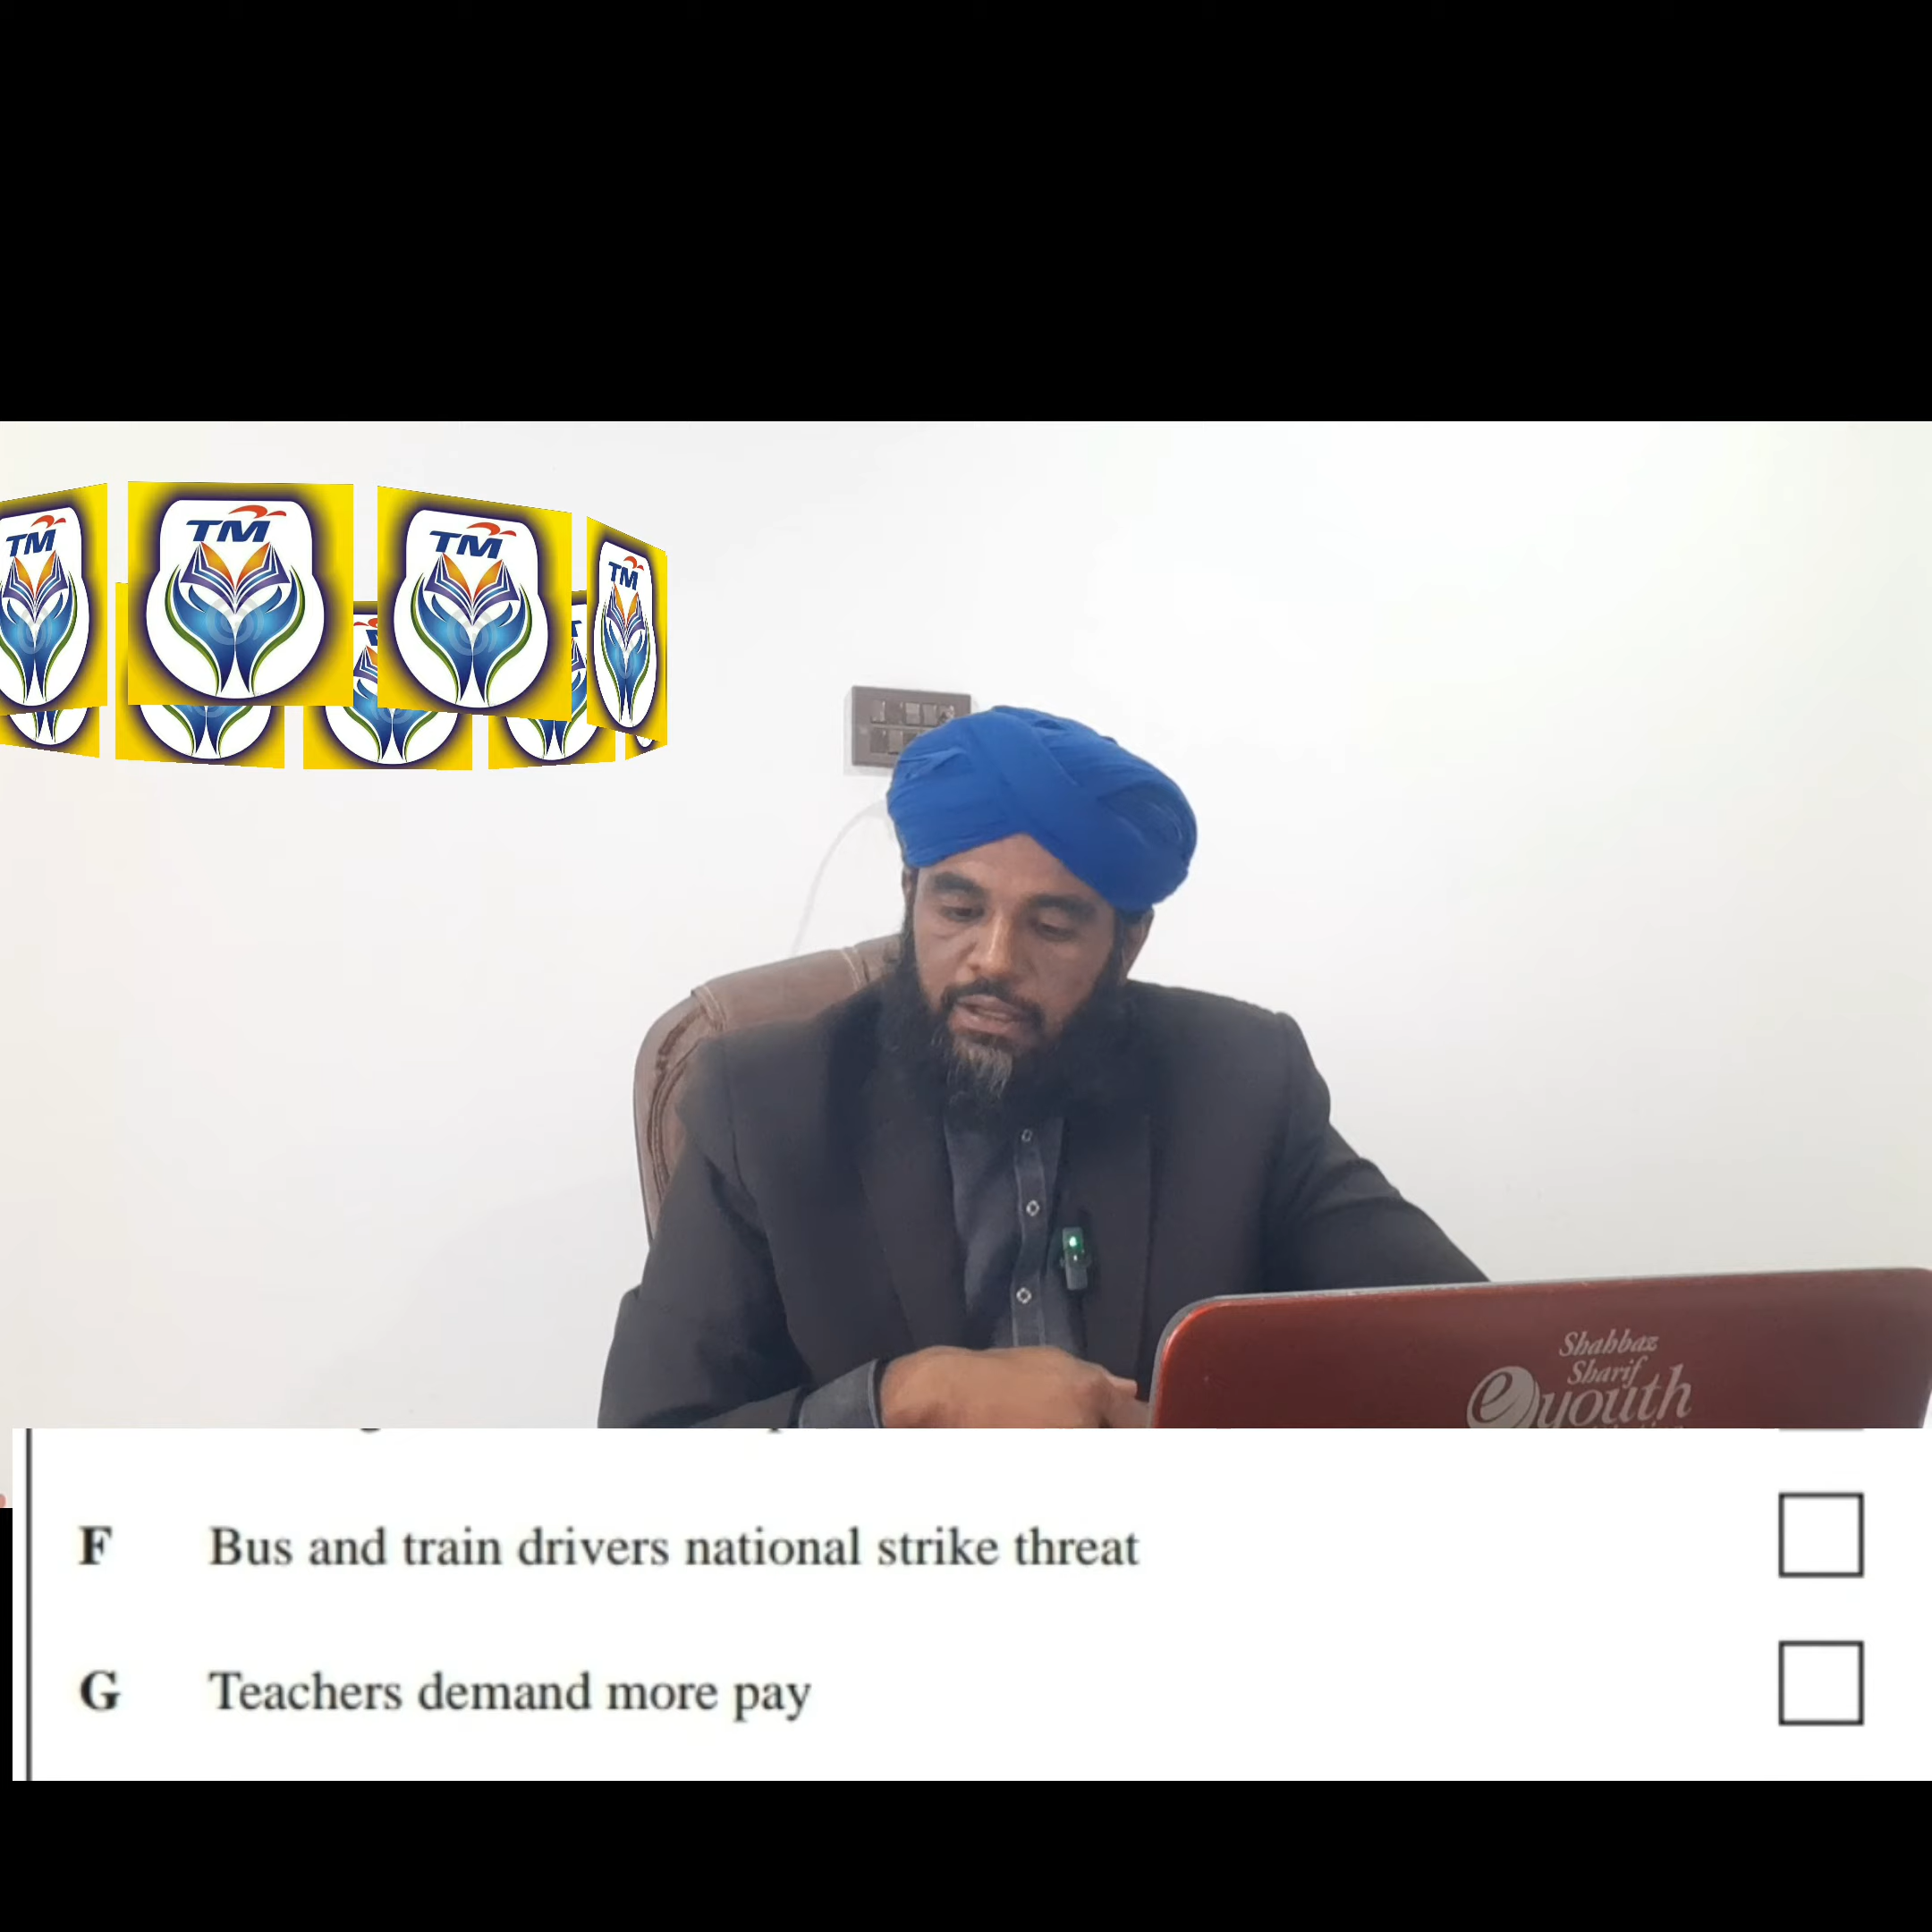 TM
TM
TM
TM
Shahbaz
Sharif
youth
F Bus and train drivers national strike threat
G Teachers demand more pay